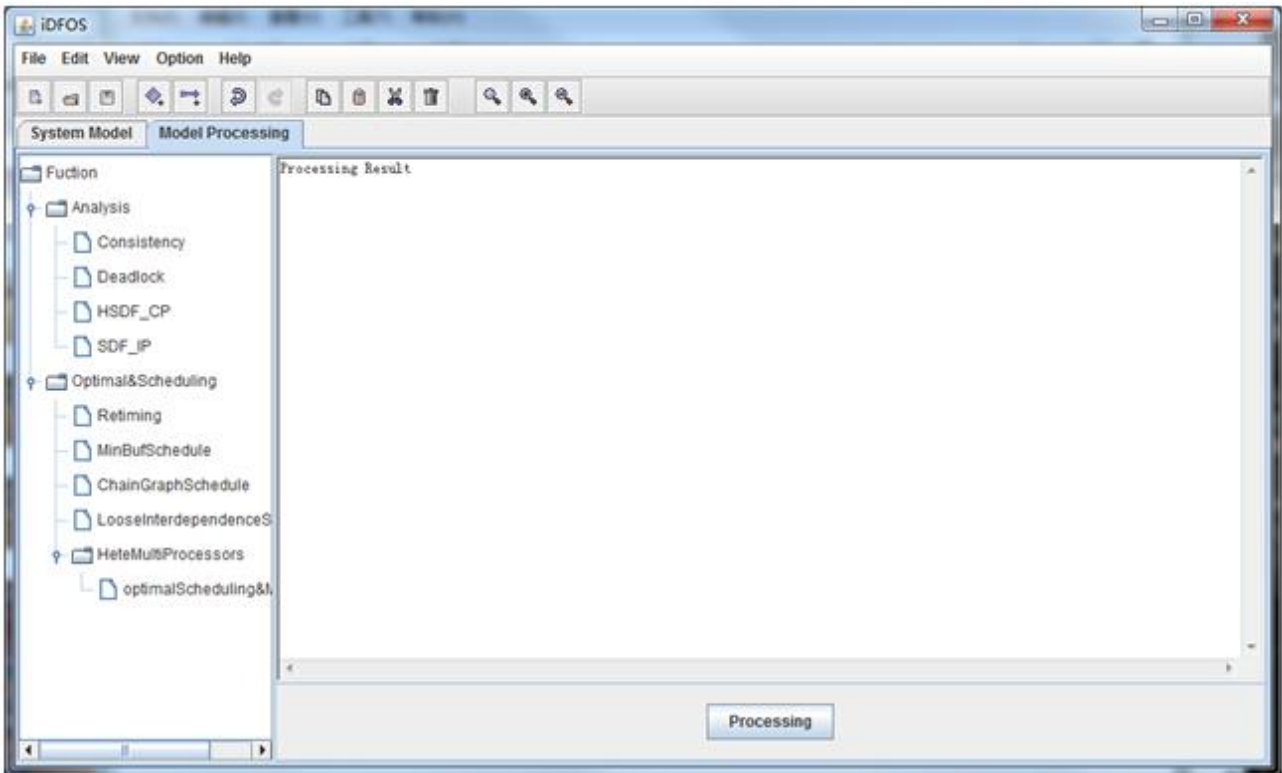 iDFOS
File Edit View Option Help
System Model Model Processing
Fuction
Analysis
Consistency
Deadlock
HSDF_CP
SDF_IP
Optimal&Scheduling
Retiming
MinBufSchedule
ChainGraphSchedule
LooseInterdependenceS
HeteMultiProcessors
optimalScheduling&M
Processing Result
Processing